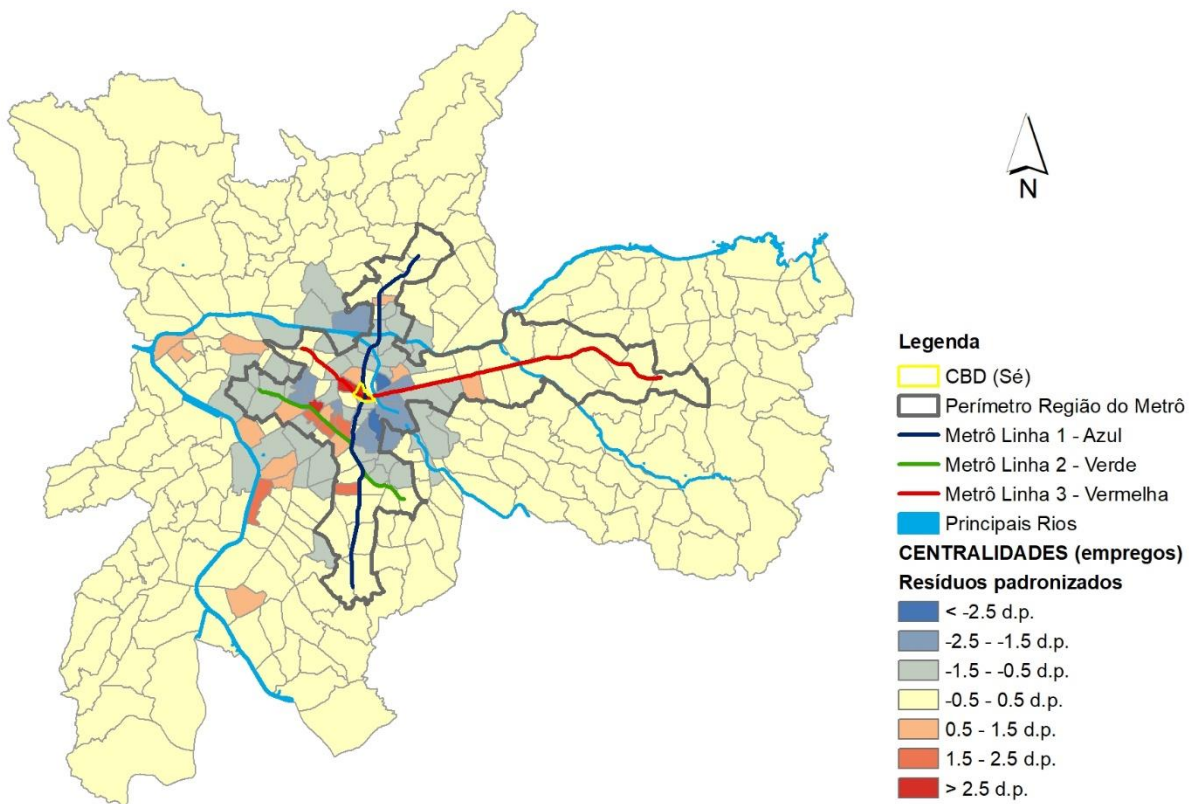 N
Legenda
CBD (Sé)
Perímetro Região do Metrô
Metrô Linha 1 - Azul
Metrô Linha 2 - Verde
Metrô Linha 3 - Vermelha
Principais Rios
CENTRALIDADES (empregos)
Resíduos padronizados
< -2.5 d.p.
-2.5 - -1.5 d.p.
-1.5 - -0.5 d.p.
-0.5 - 0.5 d.p.
0.5 - 1.5 d.p.
1.5 - 2.5 d.p.
> 2.5 d.p.